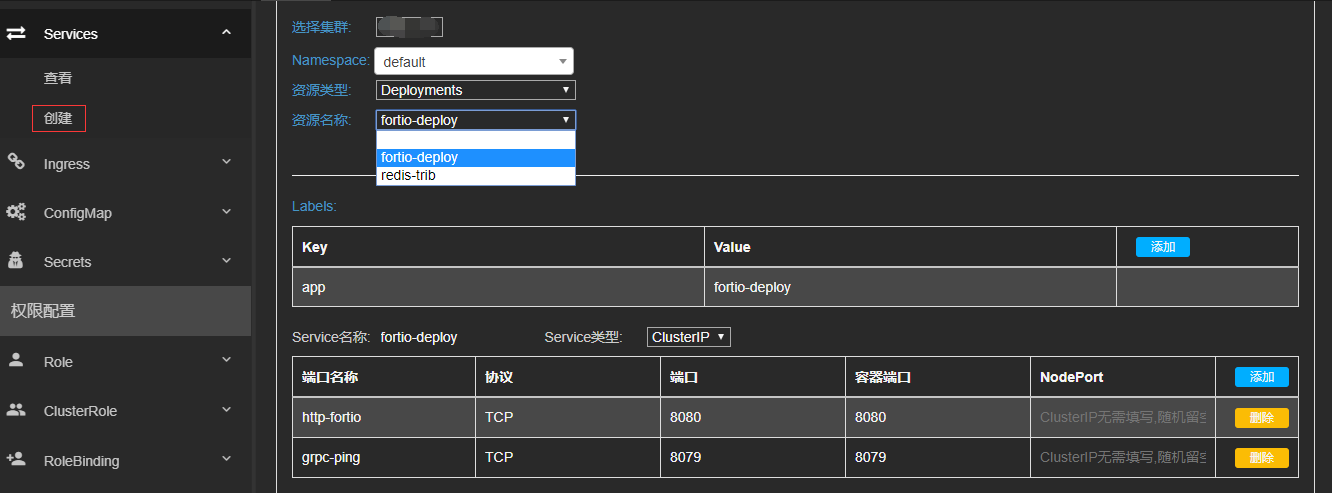 Services
查看
创建
Ingress
ConfigMap
Secrets
权限配置
Role
ClusterRole
RoleBinding
选择集群:
Namespace: default
资源类型: Deployments
资源名称: fortio-deploy
fortio-deploy
redis-trib
Labels:
Key Value 添加
app fortio-deploy
Service名称: fortio-deploy Service类型: ClusterIP
端口名称 协议 端口 容器端口 NodePort 添加
http-fortio TCP 8080 8080 ClusterIP无需填写,随机留空 删除
grpc-ping TCP 8079 8079 ClusterIP无需填写,随机留空 删除